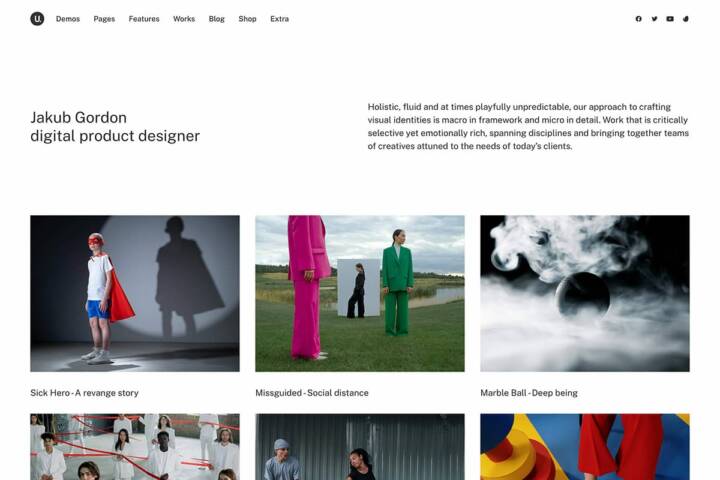 U. Demos Pages Features Works Blog Shop Extra
Jakub Gordon
digital product designer
Holistic, fluid and at times playfully unpredictable, our approach to crafting
visual identities is macro in framework and micro in detail. Work that is critically
selective yet emotionally rich, spanning disciplines and bringing together teams
of creatives attuned to the needs of today's clients.
Sick Hero - A revange story
Missguided - Social distance
Marble Ball - Deep being